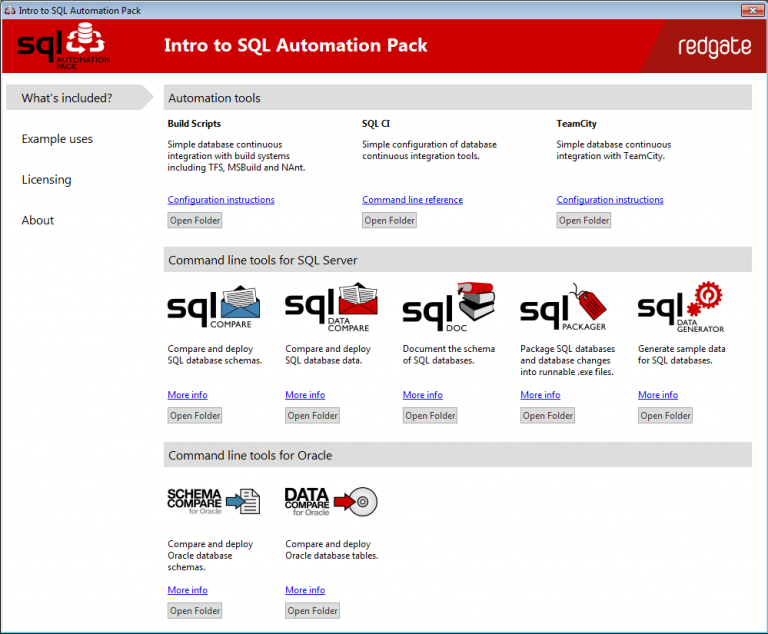 Intro to SQL Automation Pack
sql AUTOMATION PACK
Intro to SQL Automation Pack
redgate
What's included?
Example uses
Licensing
About
Automation tools
Build Scripts
Simple database continuous
integration with build systems
including TFS, MSBuild and NAnt.
Configuration instructions
Open Folder
SQL CI
Simple configuration of database
continuous integration tools.
Command line reference
Open Folder
TeamCity
Simple database continuous
integration with TeamCity.
Configuration instructions
Open Folder
Command line tools for SQL Server
sql COMPARE
Compare and deploy
SQL database schemas.
More info
Open Folder
sql DATA COMPARE
Compare and deploy
SQL database data.
More info
Open Folder
sql DOC
Document the schema
of SQL databases.
More info
Open Folder
sql PACKAGER
Package SQL databases
and database changes
into runnable .exe files.
More info
Open Folder
sql DATA GENERATOR
Generate sample data
for SQL databases.
More info
Open Folder
Command line tools for Oracle
SCHEMA
COMPARE
for Oracle
Compare and deploy
Oracle database
schemas.
More info
Open Folder
DATA
COMPARE
for Oracle
Compare and deploy
Oracle database tables.
More info
Open Folder